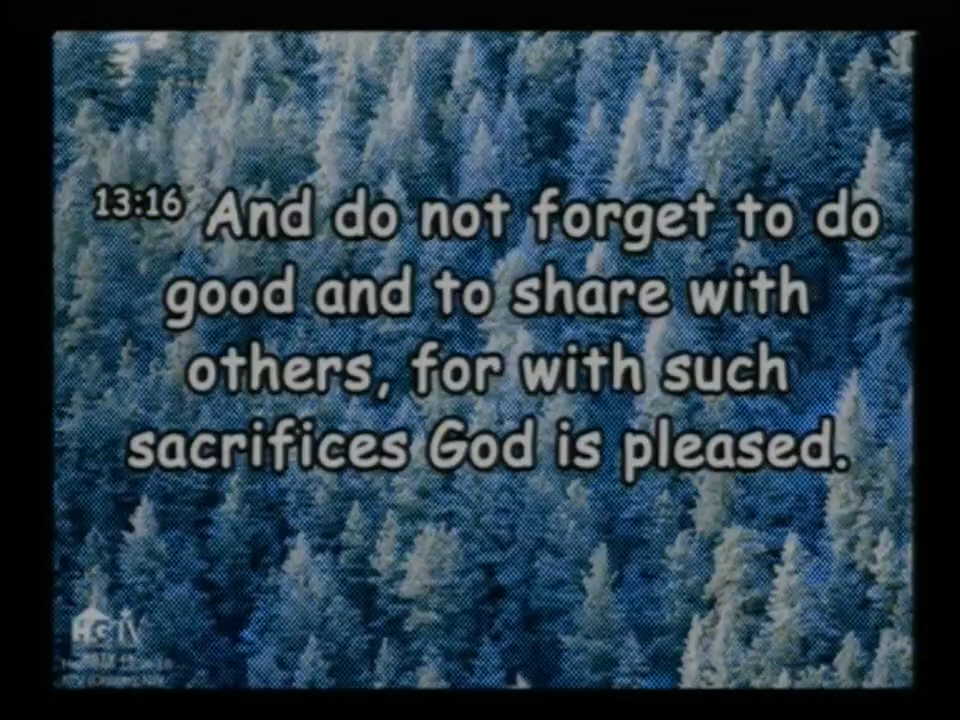 13:16 And do not forget to do
good and to share with
others, for with such
sacrifices God is pleased.
HGTV